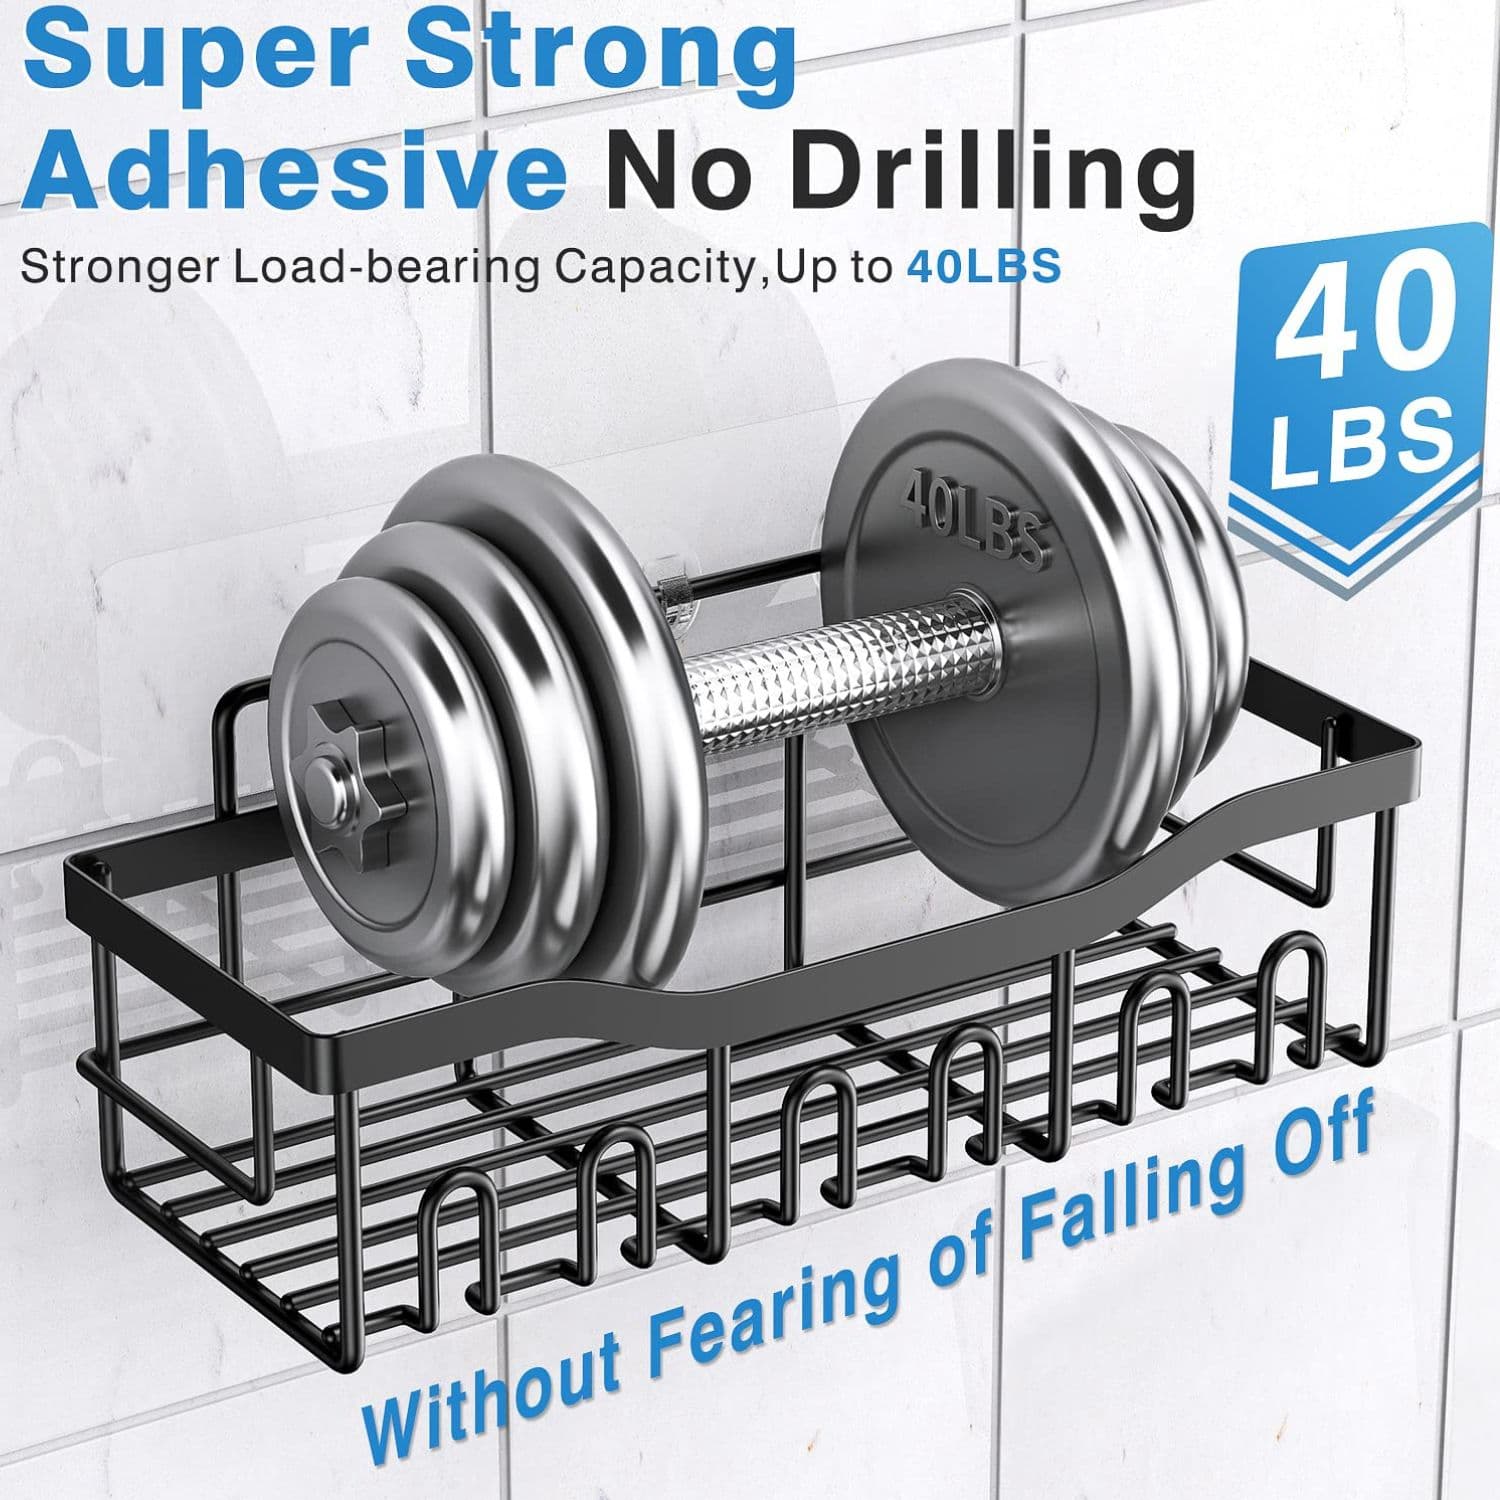 Super Strong
Adhesive No Drilling
Stronger Load-bearing Capacity,Up to 40LBS
40
LBS
40LBS
Without Fearing of Falling Off